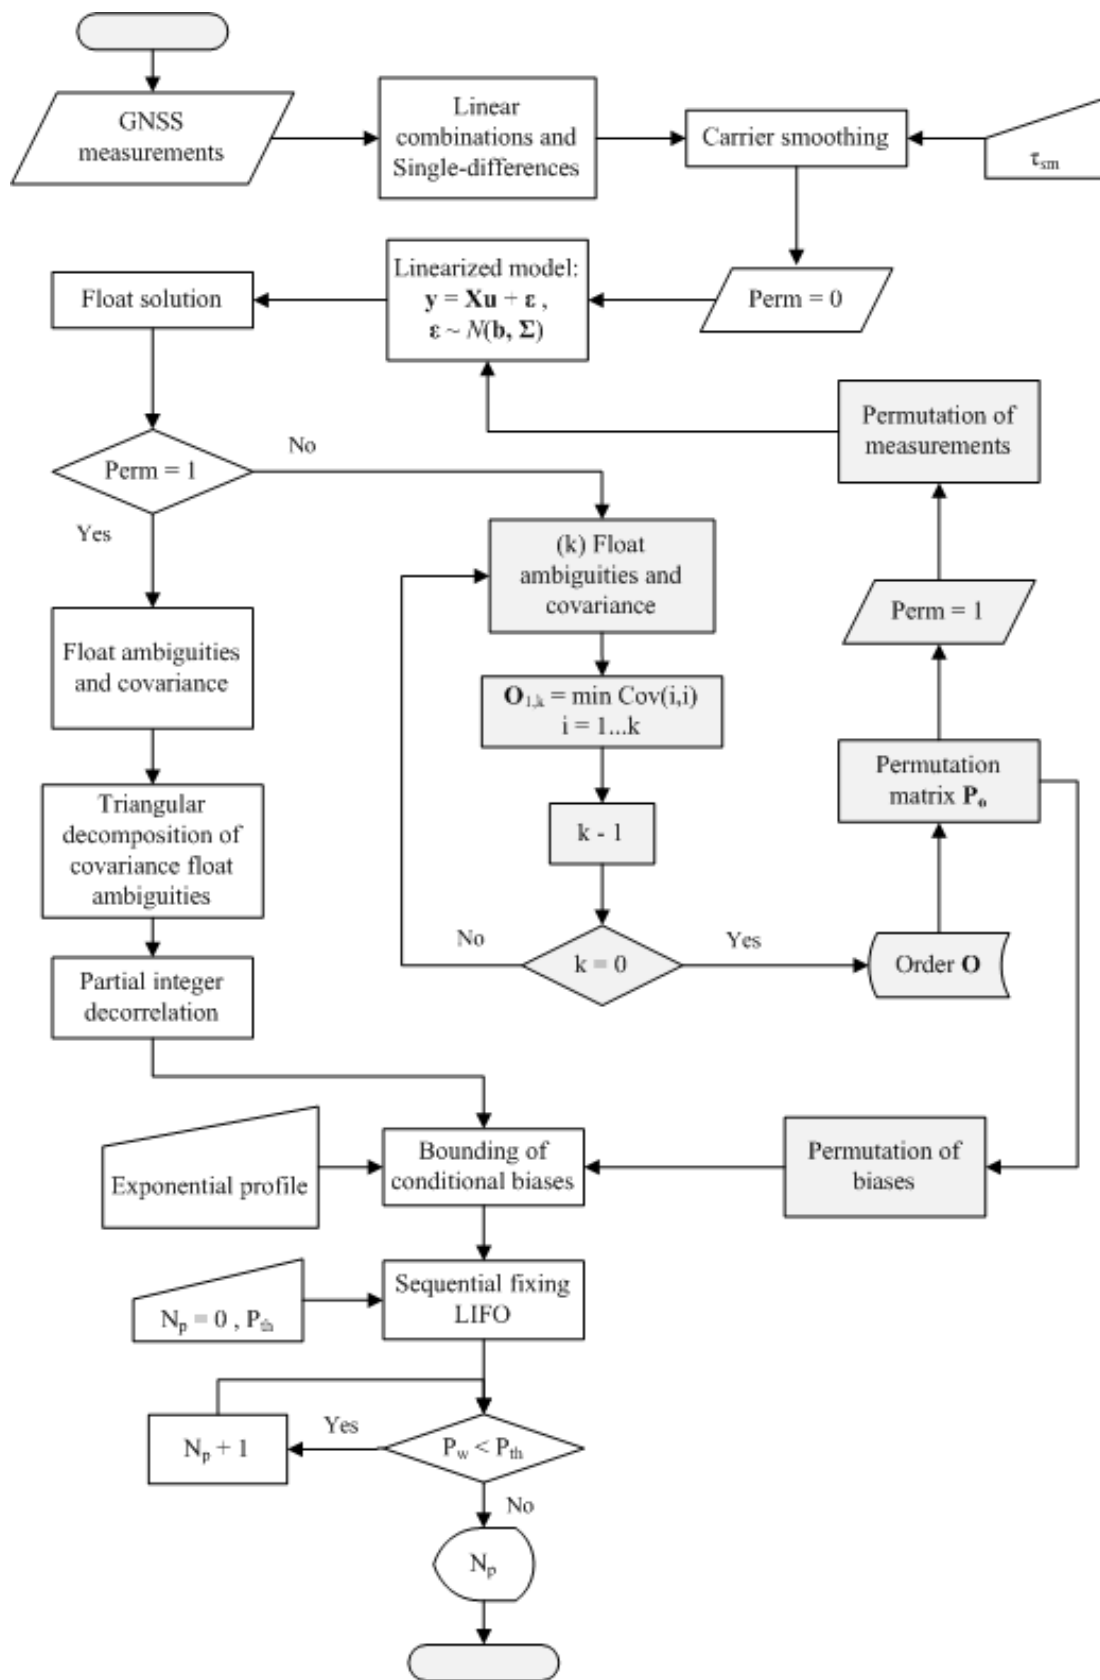 GNSS
measurements
Linear
combinations and
Single-differences
Carrier smoothing
τsm
Float solution
Linearized model:
y = Xu + ε ,
ε ~ N(b, Σ)
Perm = 0
Permutation of
measurements
Perm = 1
No
Yes
(k) Float
ambiguities and
covariance
Perm = 1
Float ambiguities
and covariance
O1,k = min Cov(i,i)
i = 1...k
Permutation
matrix Po
Triangular
decomposition of
covariance float
ambiguities
k - 1
No
Yes
k = 0
Order O
Partial integer
decorrelation
Exponential profile
Bounding of
conditional biases
Permutation of
biases
Np = 0 , Pth
Sequential fixing
LIFO
Np + 1
Yes
Pw < Pth
No
Np